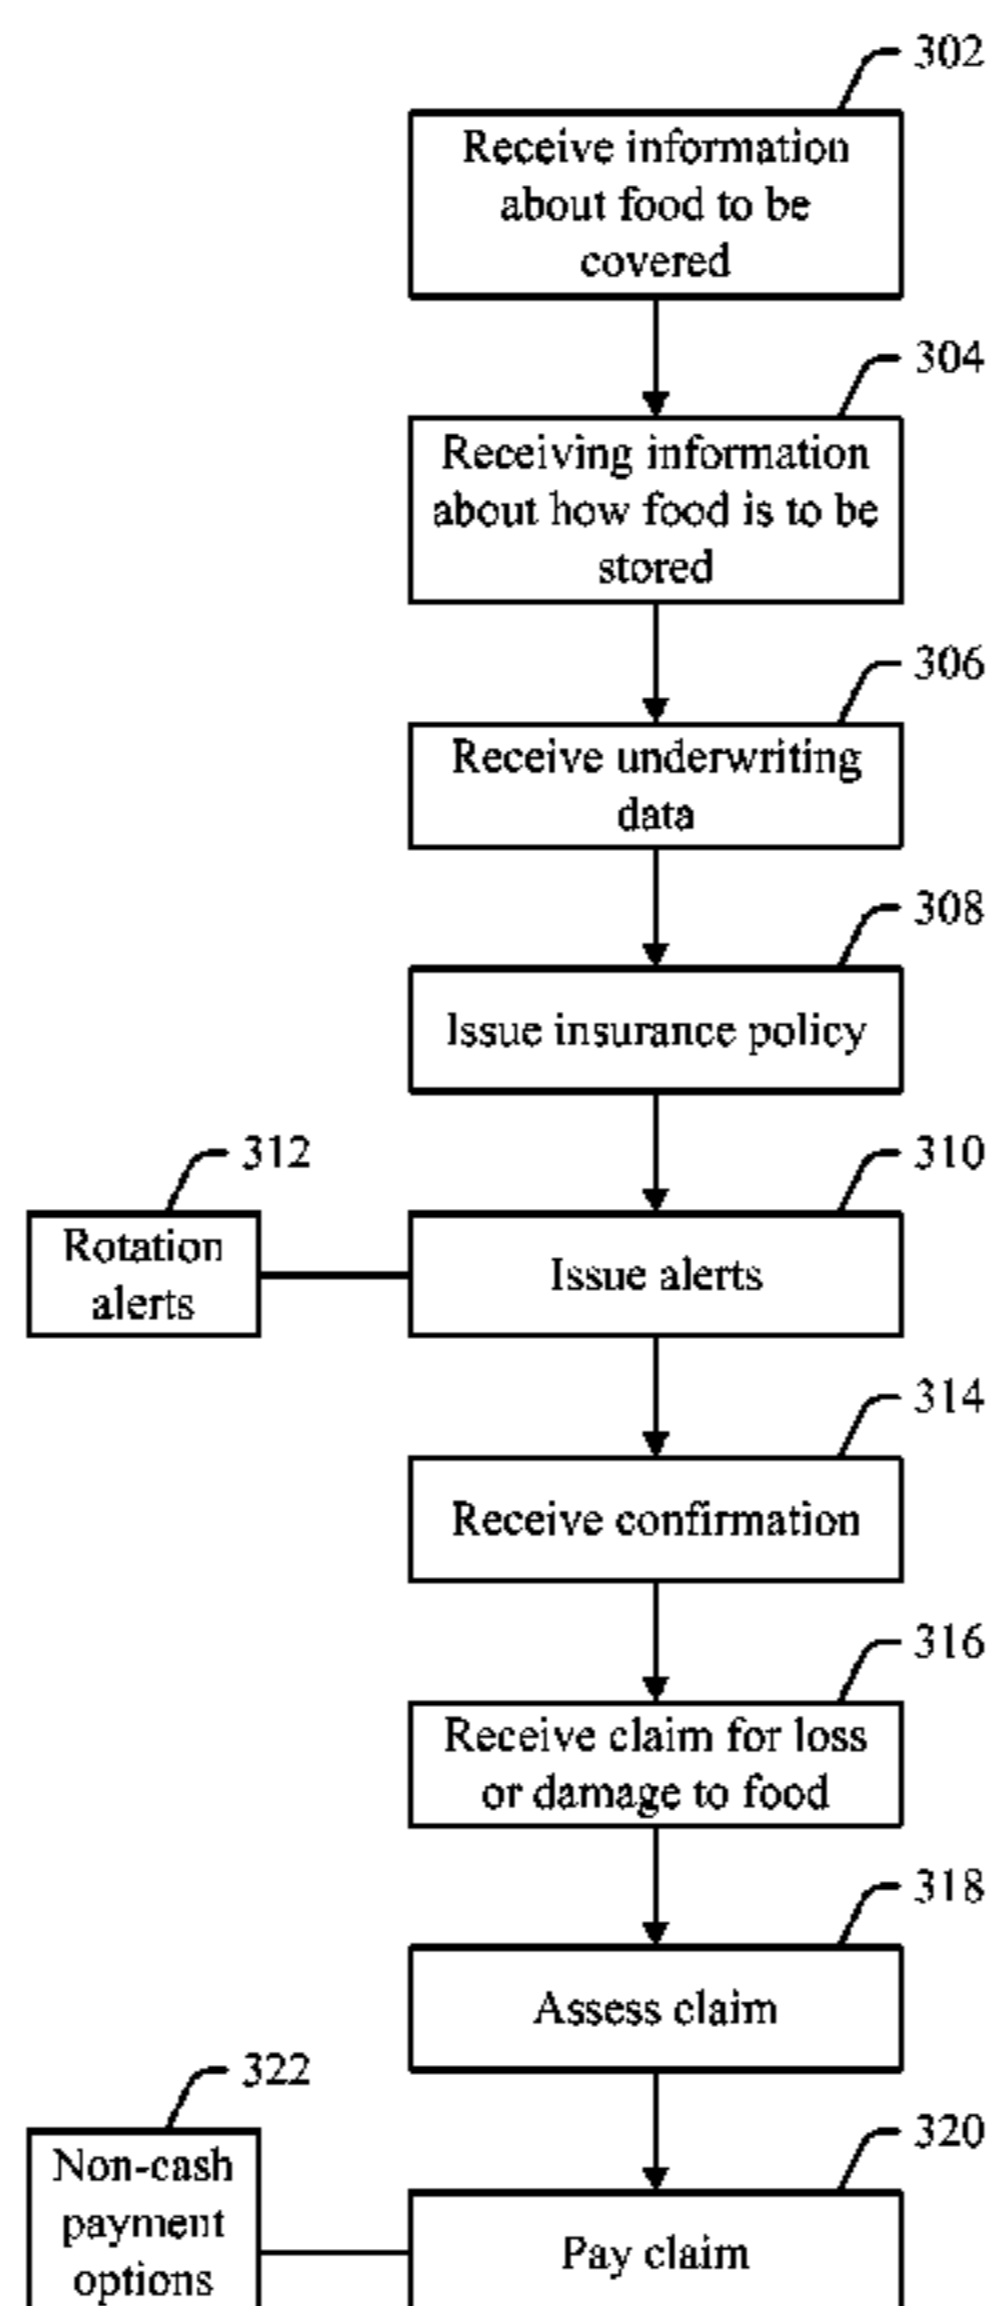 302
Receive information
about food to be
covered
304
Receiving information
about how food is to be
stored
306
Receive underwriting
data
308
Issue insurance policy
312
310
Rotation
alerts
Issue alerts
314
Receive confirmation
316
Receive claim for loss
or damage to food
318
Assess claim
322
320
Non-cash
payment
options
Pay claim